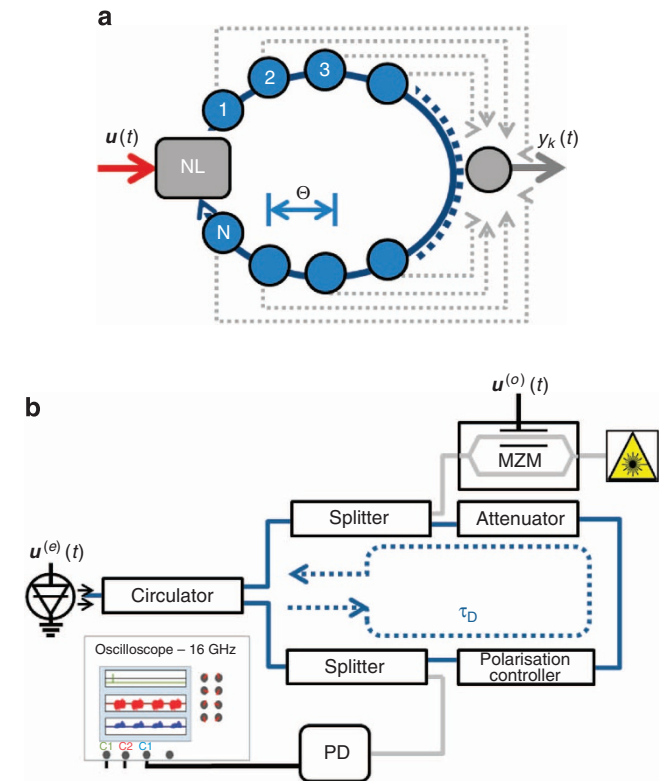 a
1
2
3
u(t)
NL
yₖ(t)
Θ
N
b
u⁽ᵒ⁾(t)
MZM
Splitter
Attenuator
u⁽ᵉ⁾(t)
Circulator
τD
Oscilloscope – 16 GHz
Splitter
Polarisation
controller
C1 C2 C1
PD